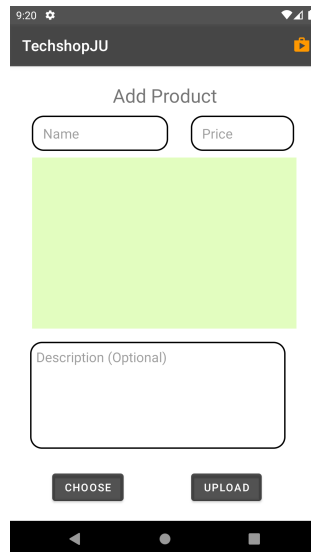 9:20
TechshopJU
Add Product
Name Price
Description (Optional)
CHOOSE UPLOAD